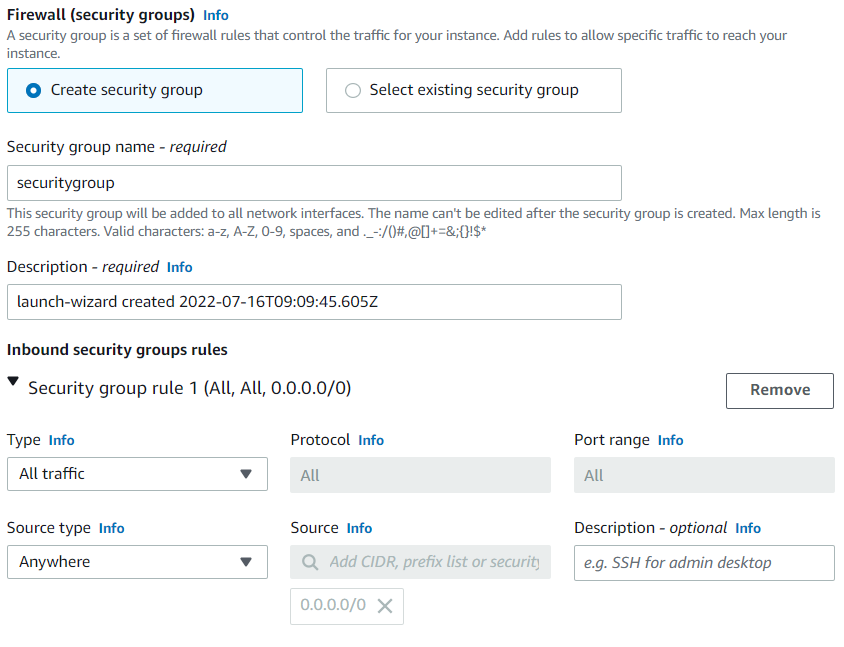 Firewall (security groups) Info
A security group is a set of firewall rules that control the traffic for your instance. Add rules to allow specific traffic to reach your
instance.
Create security group
Select existing security group
Security group name - required
securitygroup
This security group will be added to all network interfaces. The name can't be edited after the security group is created. Max length is
255 characters. Valid characters: a-z, A-Z, 0-9, spaces, and ._-:/()#,@[]+=&;{}!$*
Description - required Info
launch-wizard created 2022-07-16T09:09:45.605Z
Inbound security groups rules
Security group rule 1 (All, All, 0.0.0.0/0)
Remove
Type Info
Protocol Info
Port range Info
All traffic
All
All
Source type Info
Source Info
Description - optional Info
Anywhere
Add CIDR, prefix list or security
e.g. SSH for admin desktop
0.0.0.0/0